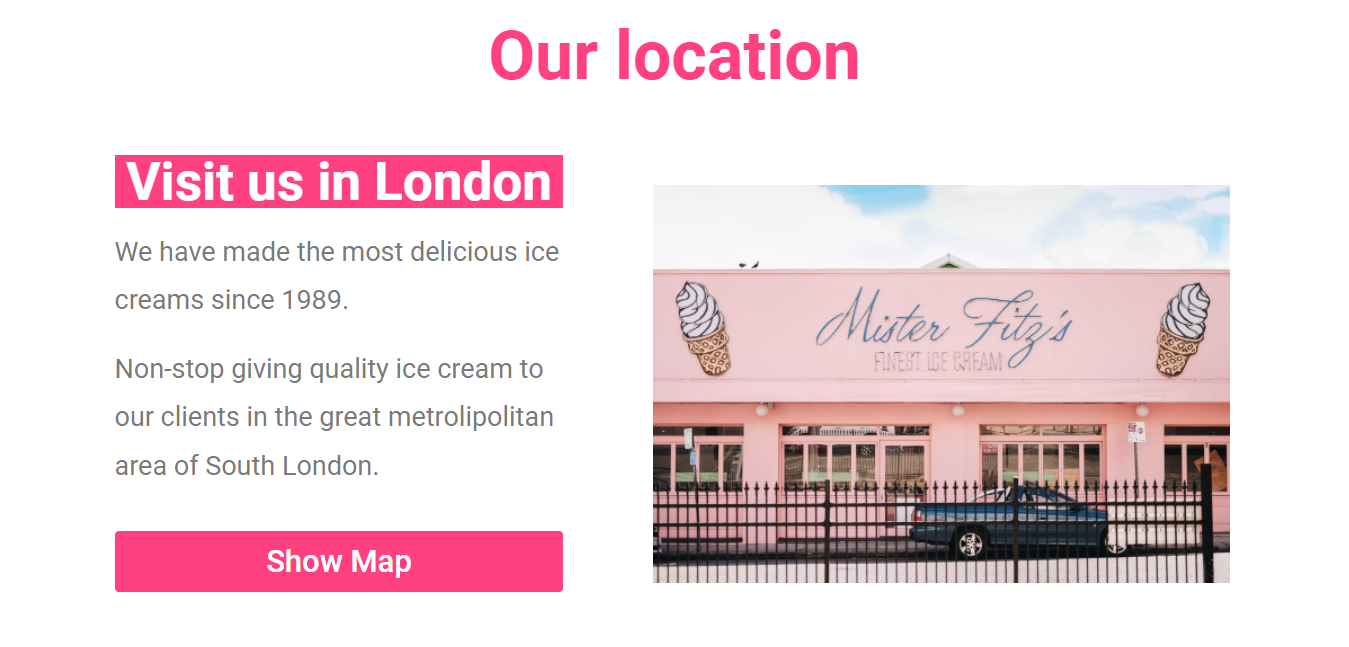 Our location
Visit us in London
We have made the most delicious ice
creams since 1989.
Non-stop giving quality ice cream to
our clients in the great metrolipolitan
area of South London.
Show Map
Mister Fitz's
FINEST ICE CREAM